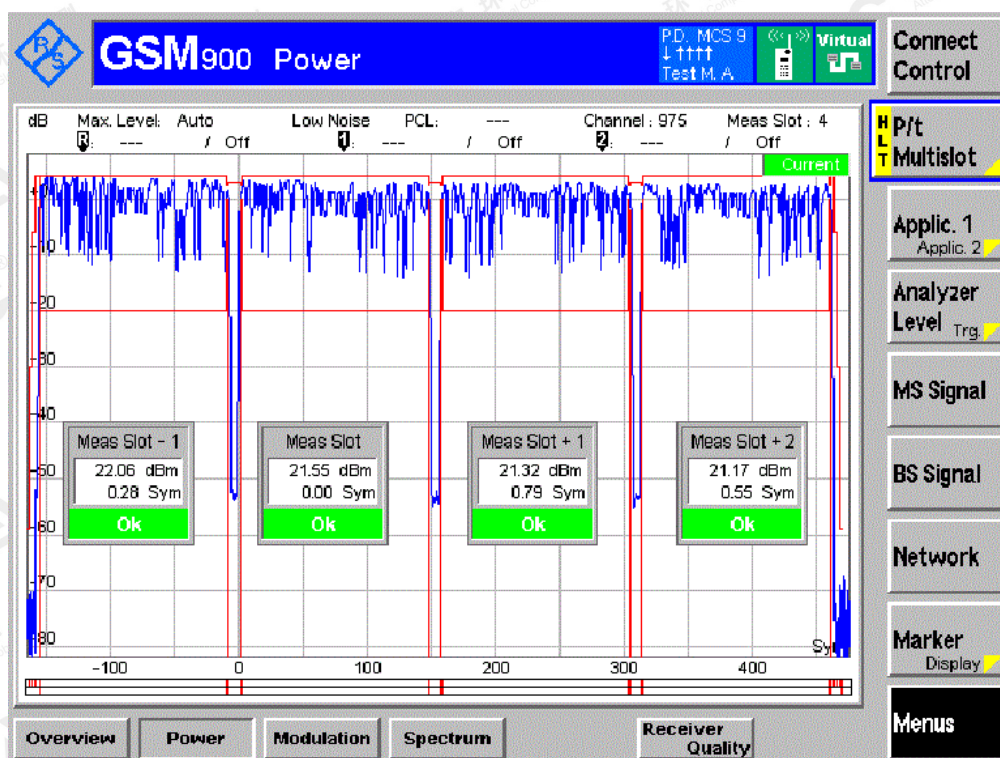 R/S
GSM900 Power
P.D. MCS 9
↓↑↑↑↑
Test M. A
Virtual
Connect
Control
dB Max. Level: Auto Low Noise PCL: --- Channel : 975 Meas Slot : 4
R: --- / Off 1: --- / Off 2: --- / Off
HLT
P/t
Multislot
Current
Applic. 1
Applic. 2
Analyzer
Level Trg.
MS Signal
BS Signal
Network
Marker
Display
Menus
-10
-20
-30
-40
-50
-60
-70
-80
Meas Slot - 1
22.06 dBm
0.28 Sym
Ok
Meas Slot
21.55 dBm
0.00 Sym
Ok
Meas Slot + 1
21.32 dBm
0.79 Sym
Ok
Meas Slot + 2
21.17 dBm
0.55 Sym
Ok
-100 0 100 200 300 400
Overview Power Modulation Spectrum Receiver
Quality